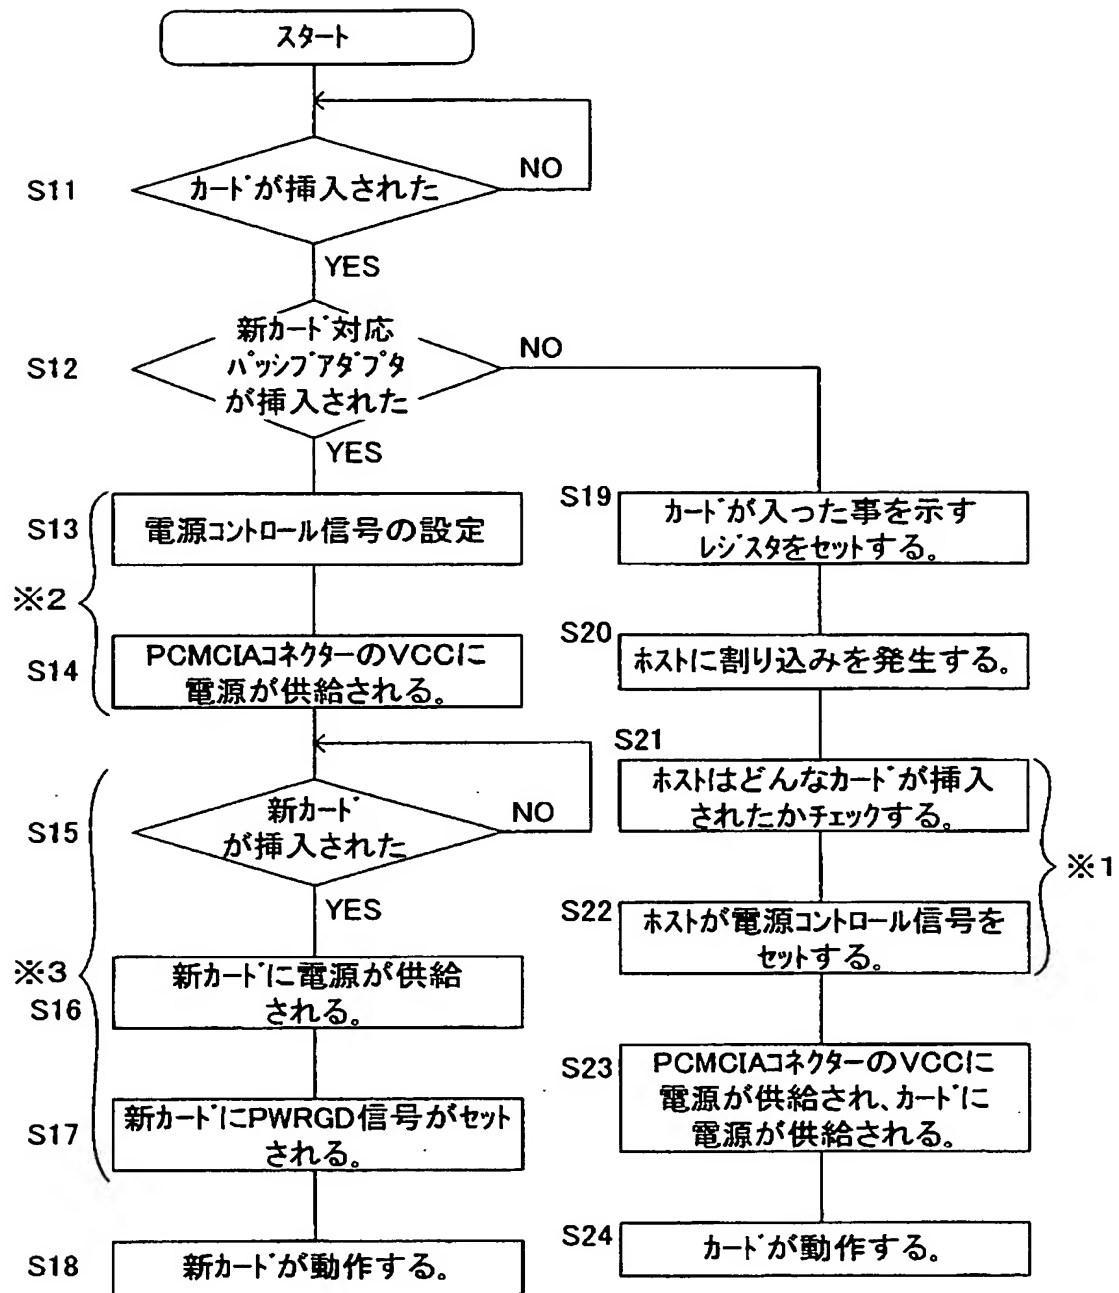 スタート
S11
カードが挿入された
NO
YES
S12
新カード対応
パッシブアダプタ
が挿入された
NO
YES
S13
電源コントロール信号の設定
※2
S14
PCMCIAコネクターのVCCに
電源が供給される。
S15
新カード
が挿入された
NO
YES
※3
S16
新カードに電源が供給
される。
S17
新カードにPWRGD信号がセット
される。
S18
新カードが動作する。
S19
カードが入った事を示す
レジスタをセットする。
S20
ホストに割り込みを発生する。
S21
ホストはどんなカードが挿入
されたかチェックする。
※1
S22
ホストが電源コントロール信号を
セットする。
S23
PCMCIAコネクターのVCCに
電源が供給され、カードに
電源が供給される。
S24
カードが動作する。